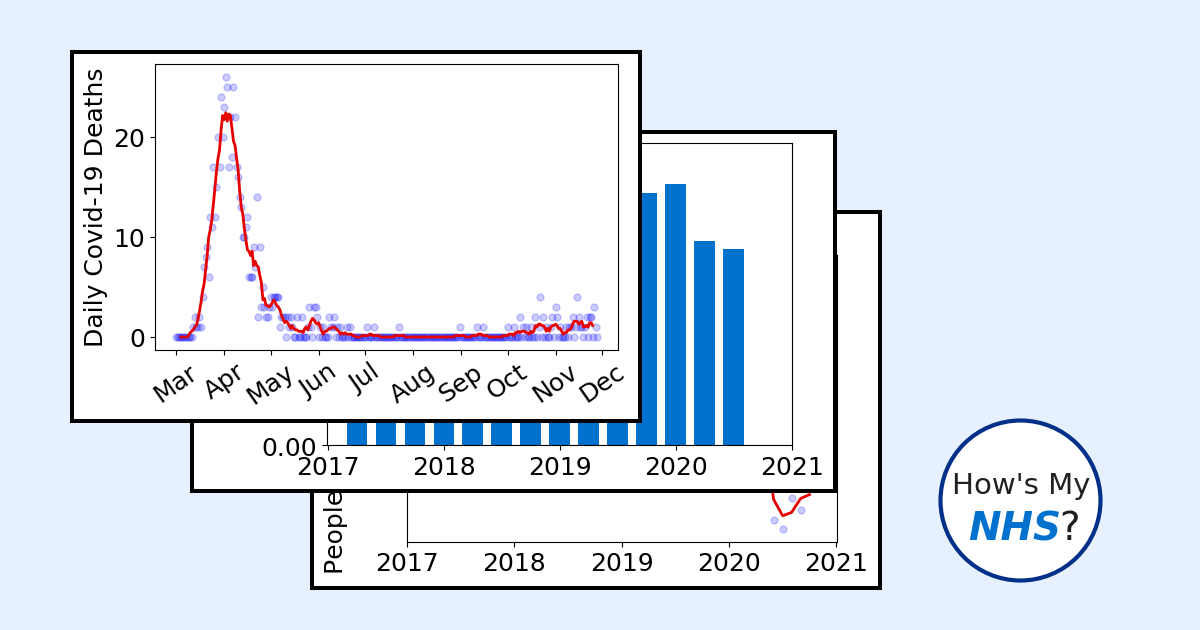 Daily Covid-19 Deaths
20
10
0
Mar Apr May Jun Jul Aug Sep Oct Nov Dec
0.00
2017 2018 2019 2020 2021
People
2017 2018 2019 2020 2021
How's My
NHS?